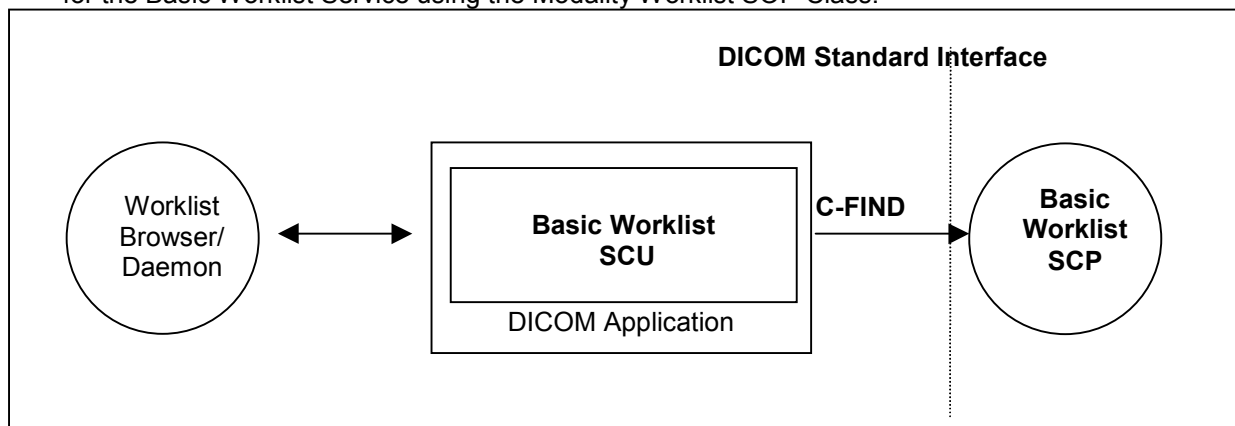 for the Basic Worklist Service using the Modality Worklist SCP Class.
DICOM Standard Interface
Worklist
Browser/
Daemon
Basic Worklist
SCU
DICOM Application
C-FIND
Basic
Worklist
SCP